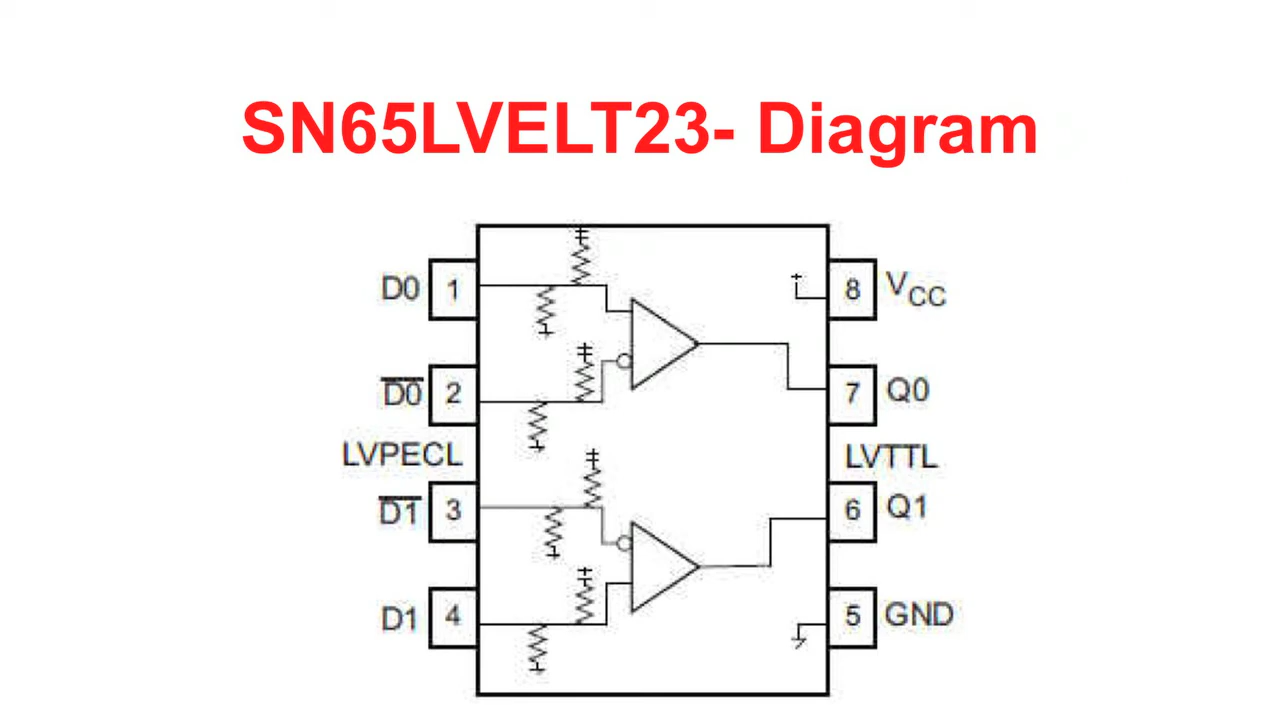 SN65LVELT23- Diagram
D0 1
8 VCC
D0 2
7 Q0
LVPECL
LVTTL
D1 3
6 Q1
D1 4
5 GND